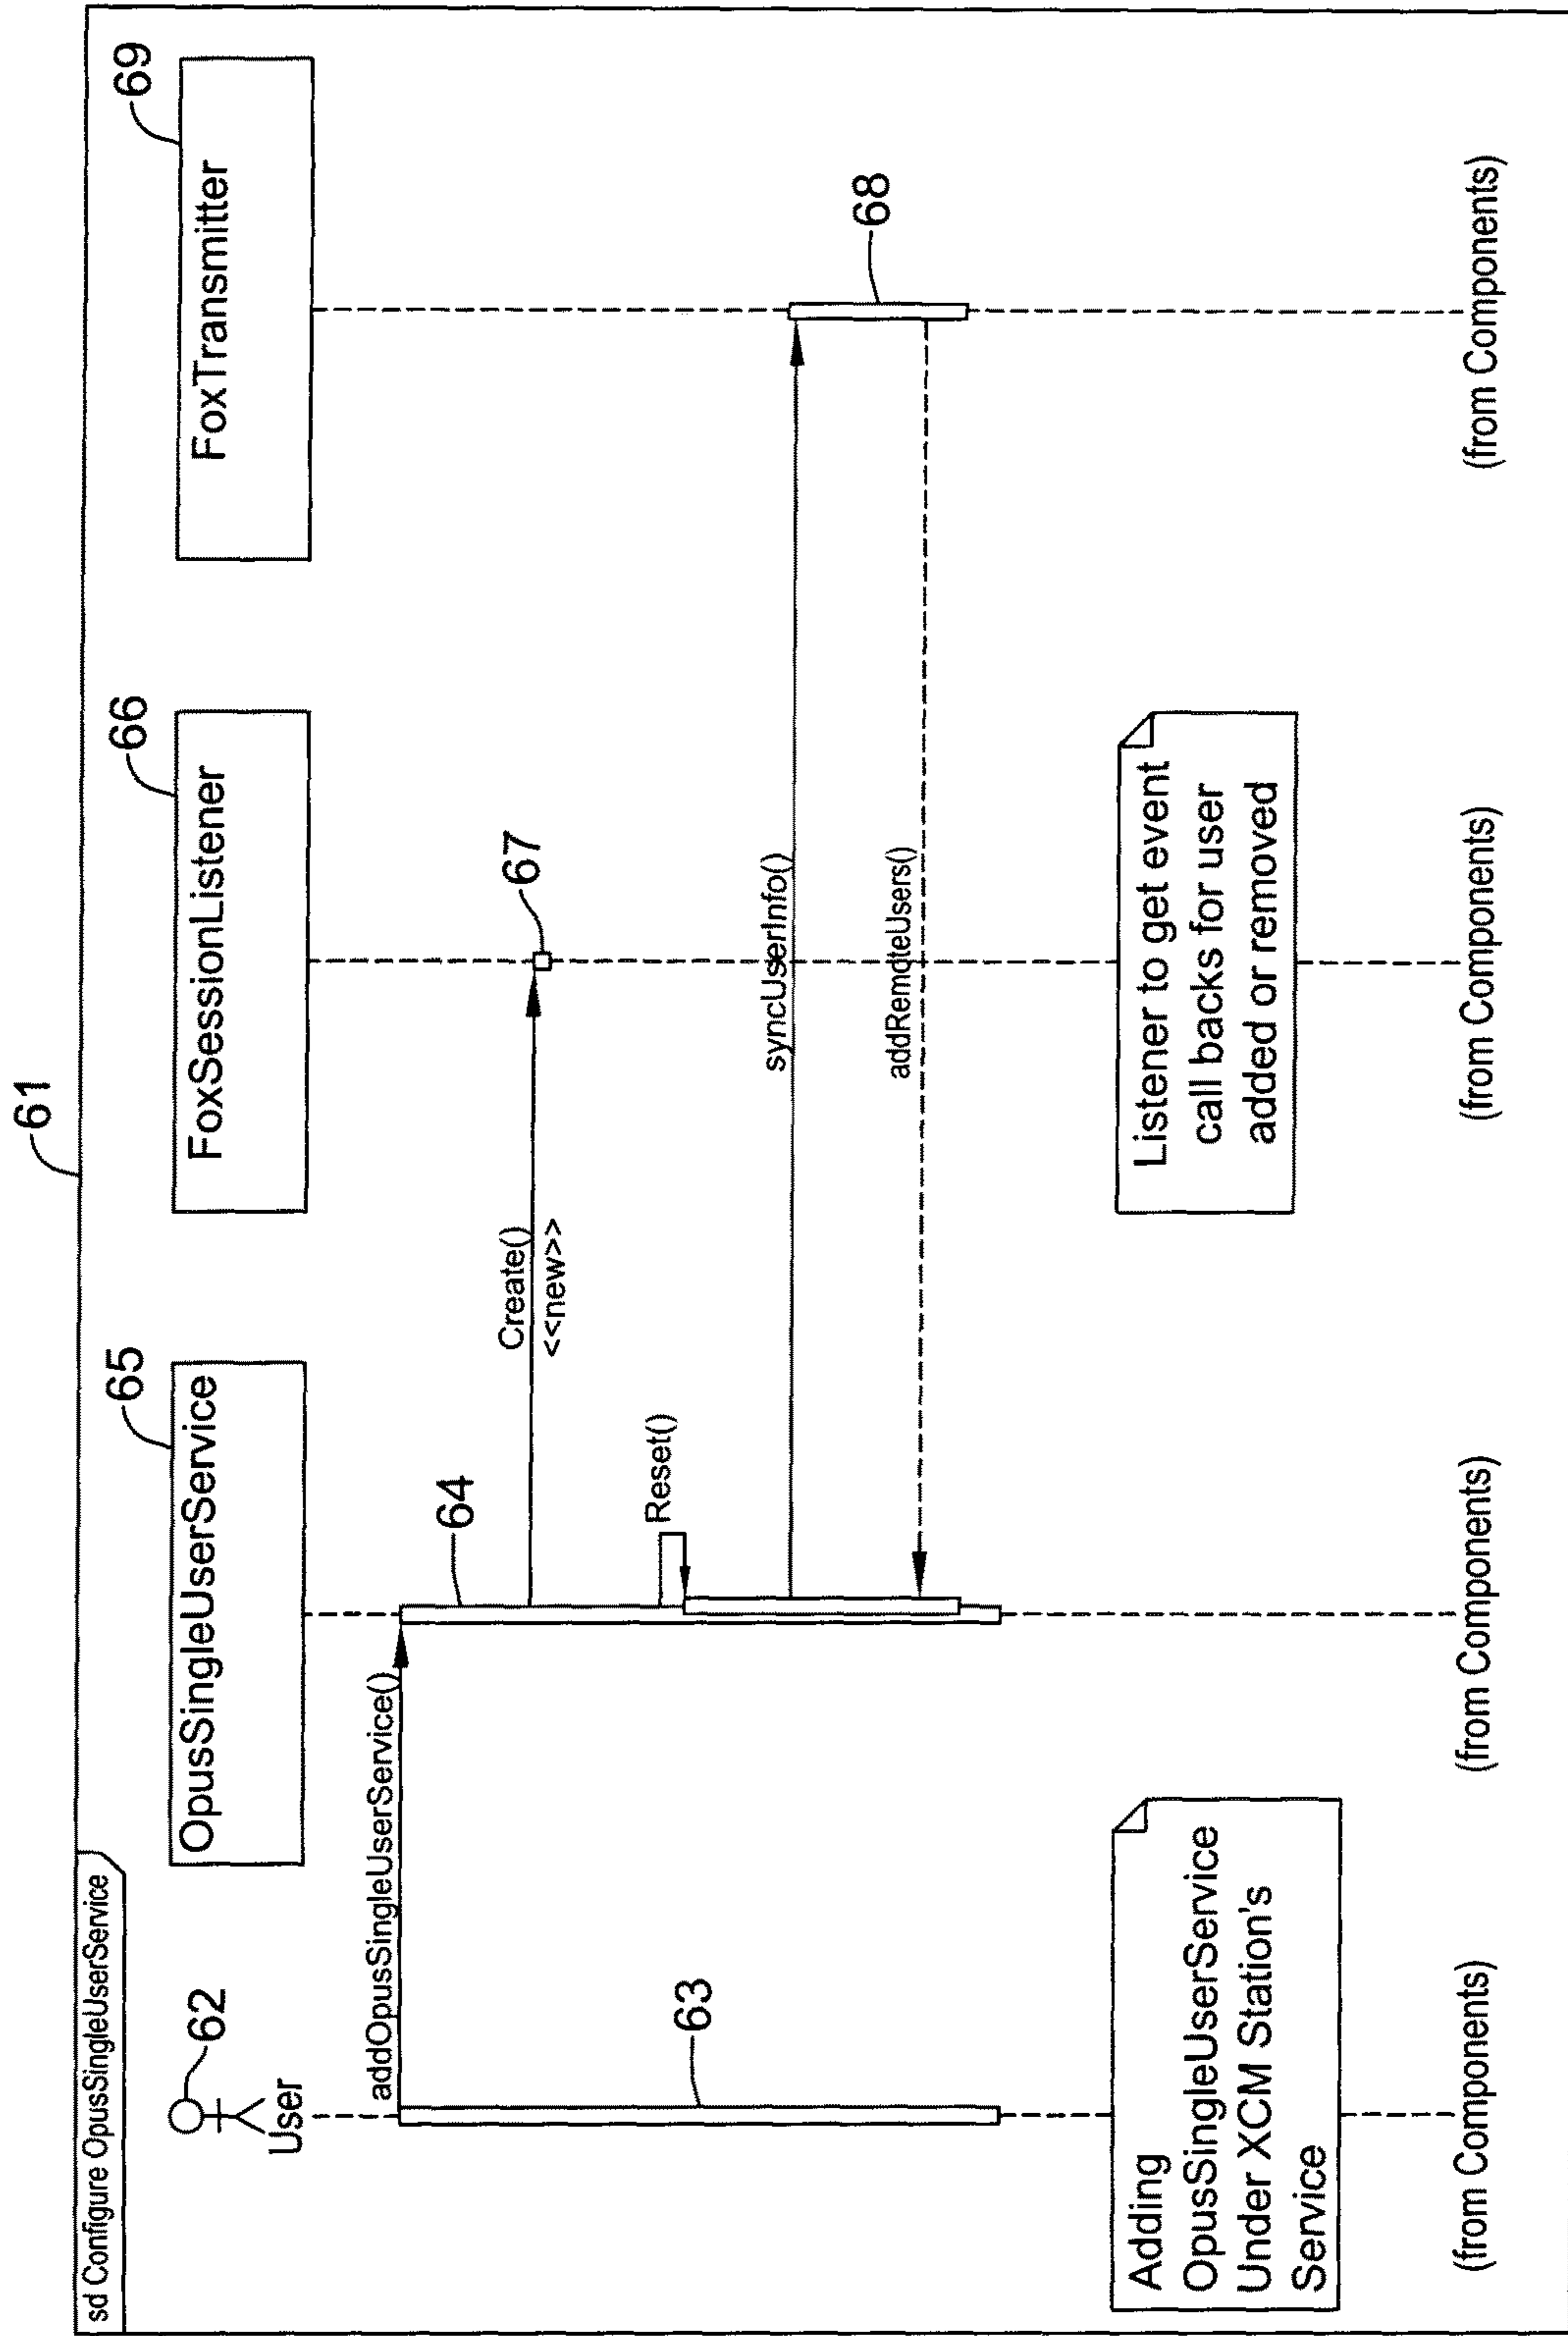 61
sd Configure OpusSingleUserService
62
User
65
OpusSingleUserService
66
FoxSessionListener
69
FoxTransmitter
addOpusSingleUserService()
64
Create()
<<new>>
67
63
Reset()
syncUserInfo()
68
addRemoteUsers()
Adding
OpusSingleUserService
Under XCM Station's
Service
Listener to get event
call backs for user
added or removed
(from Components)
(from Components)
(from Components)
(from Components)